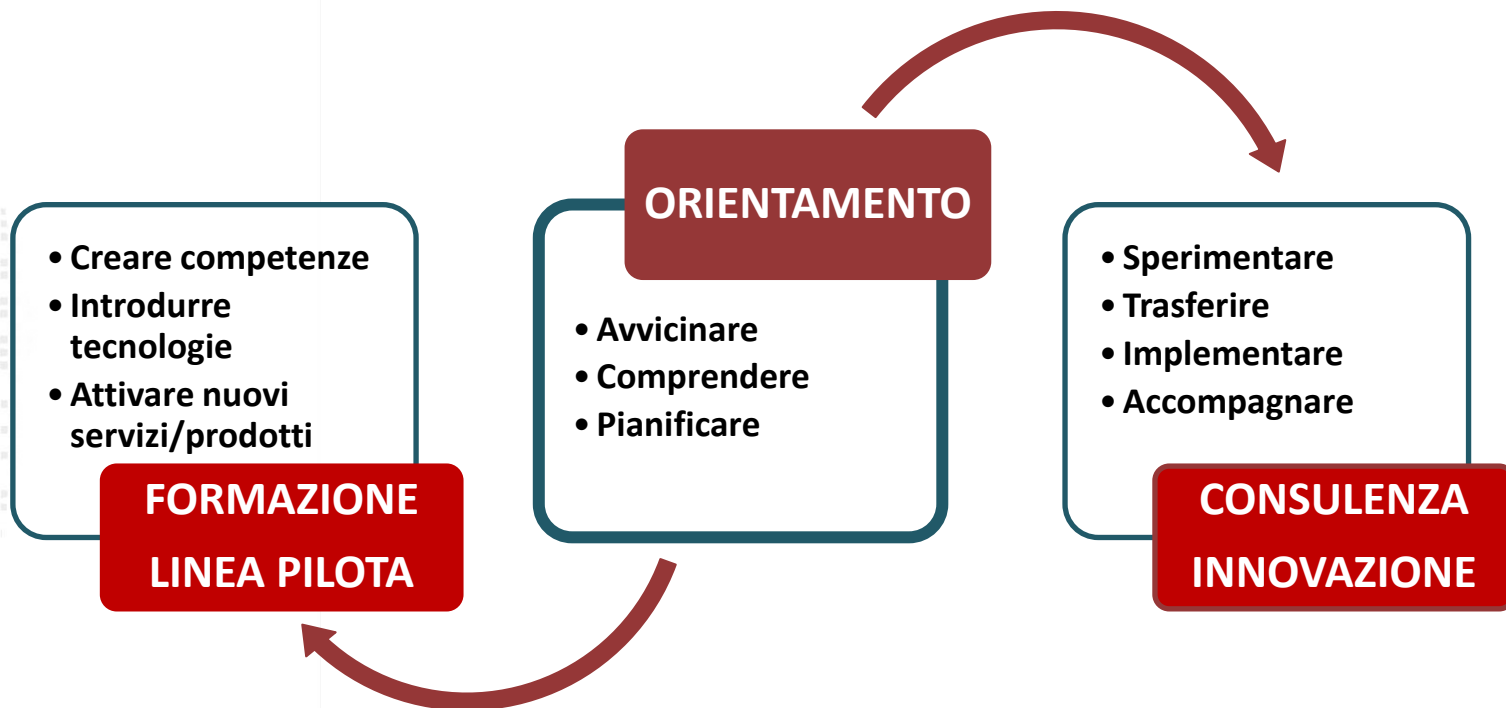 • Creare competenze
• Introdurre
tecnologie
• Attivare nuovi
servizi/prodotti
FORMAZIONE
LINEA PILOTA
ORIENTAMENTO
• Avvicinare
• Comprendere
• Pianificare
• Sperimentare
• Trasferire
• Implementare
• Accompagnare
CONSULENZA
INNOVAZIONE